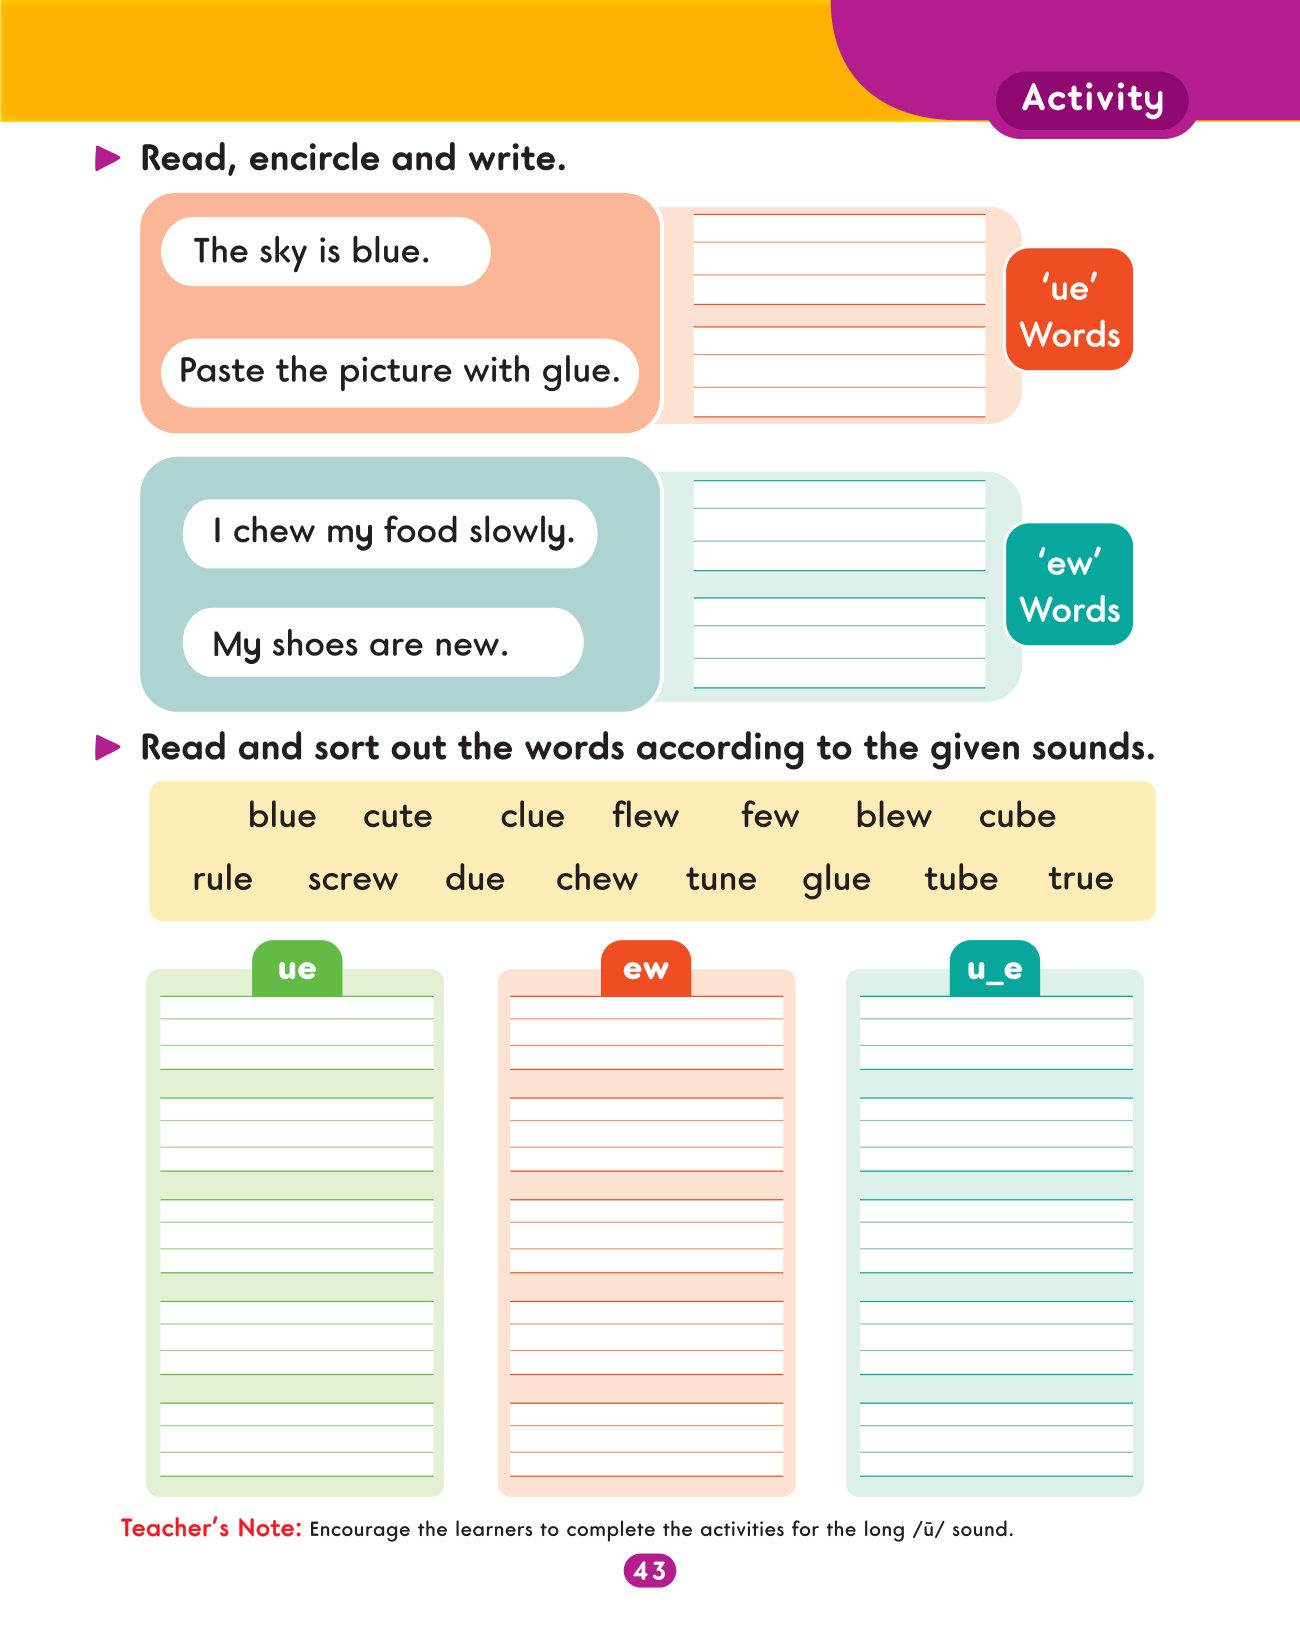 Activity
Read, encircle and write.
The sky is blue.
Paste the picture with glue.
‘ue’
Words
I chew my food slowly.
My shoes are new.
‘ew’
Words
Read and sort out the words according to the given sounds.
blue cute clue flew few blew cube
rule screw due chew tune glue tube true
ue ew u_e
Teacher’s Note: Encourage the learners to complete the activities for the long /ū/ sound.
43